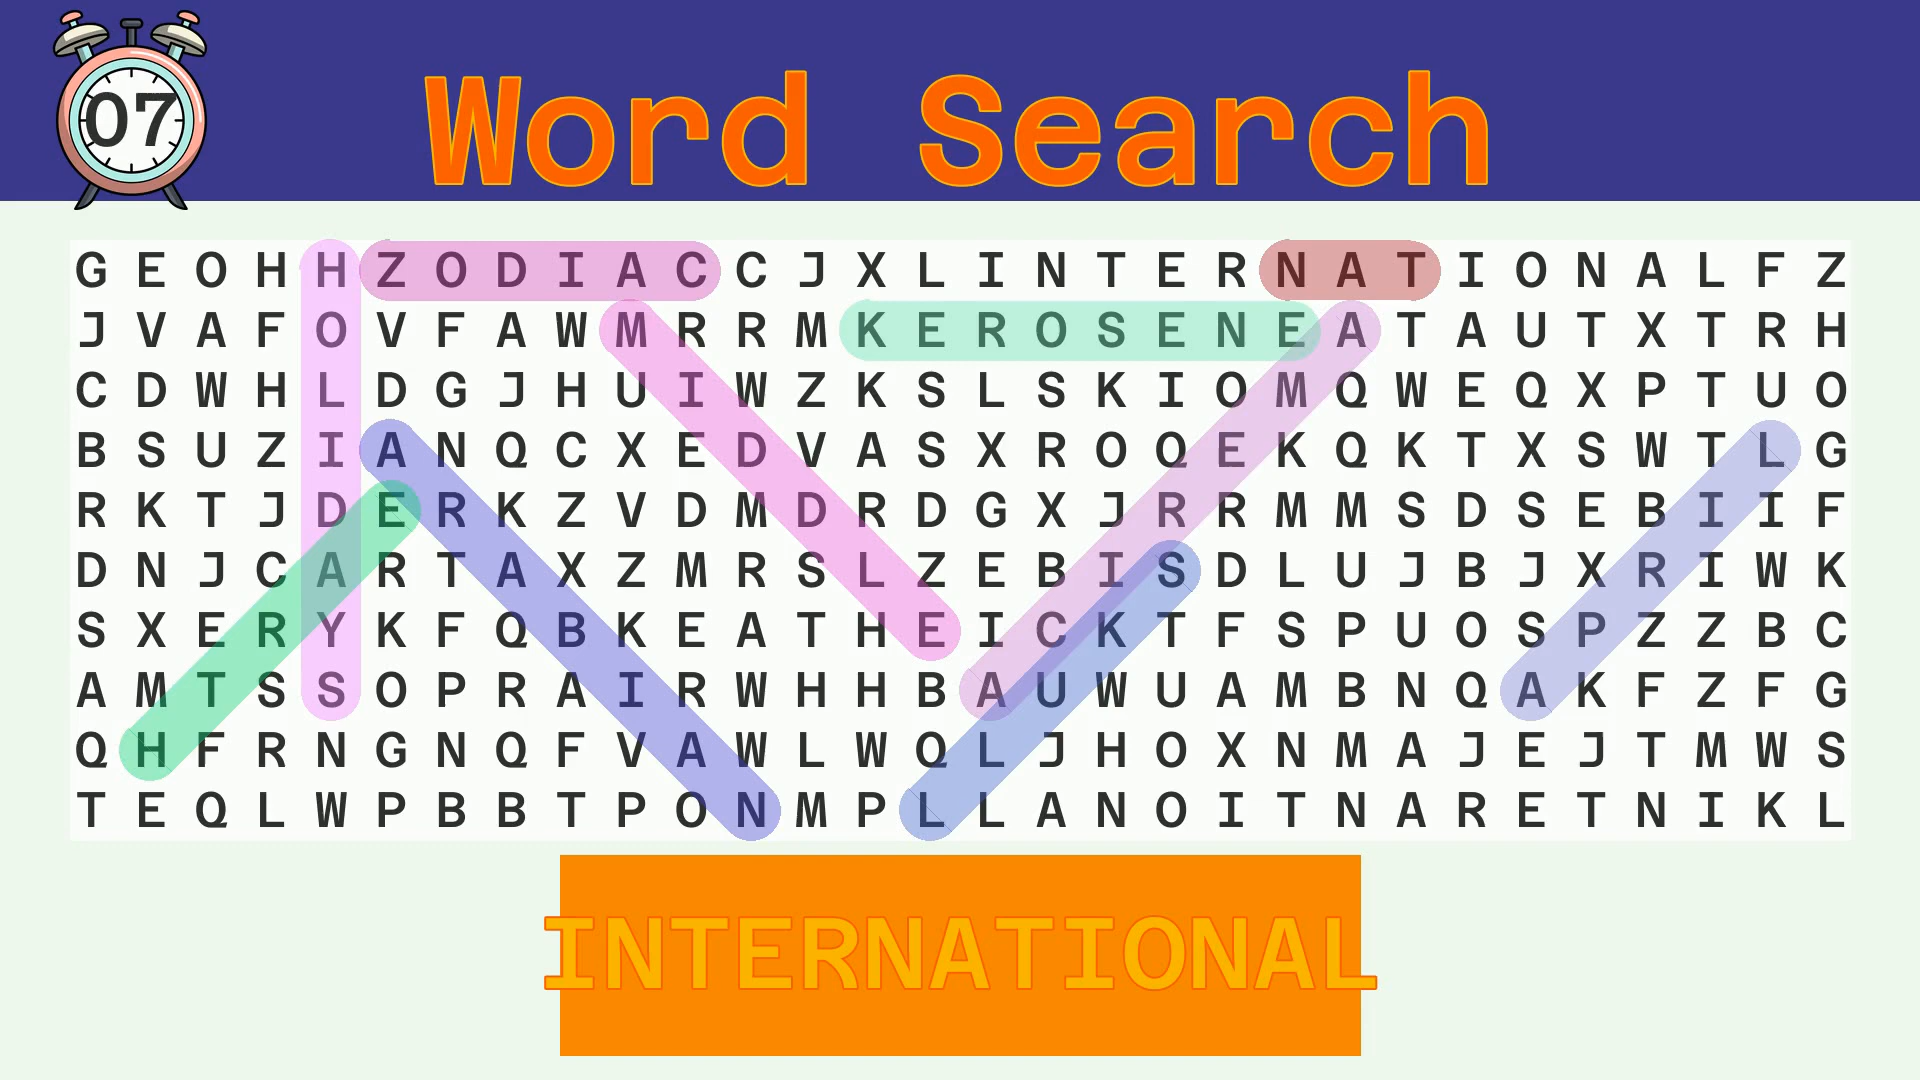 07
Word Search
G E O H H Z O D I A C C J X L I N T E R N A T I O N A L F Z
J V A F O V F A W M R R M K E R O S E N E A T A U T X T R H
C D W H L D G J H U I W Z K S L S K I O M Q W E Q X P T U O
B S U Z I A N Q C X E D V A S X R O Q E K Q K T X S W T L G
R K T J D E R K Z V D M D R D G X J R R M M S D S E B I I F
D N J C A R T A X Z M R S L Z E B I S D L U J B J X R I W K
S X E R Y K F Q B K E A T H E I C K T F S P U O S P Z Z B C
A M T S S O P R A I R W H H B A U W U A M B N Q A K F Z F G
Q H F R N G N Q F V A W L W Q L J H O X N M A J E J T M W S
T E Q L W P B B T P O N M P L L A N O I T N A R E T N I K L
INTERNATIONAL